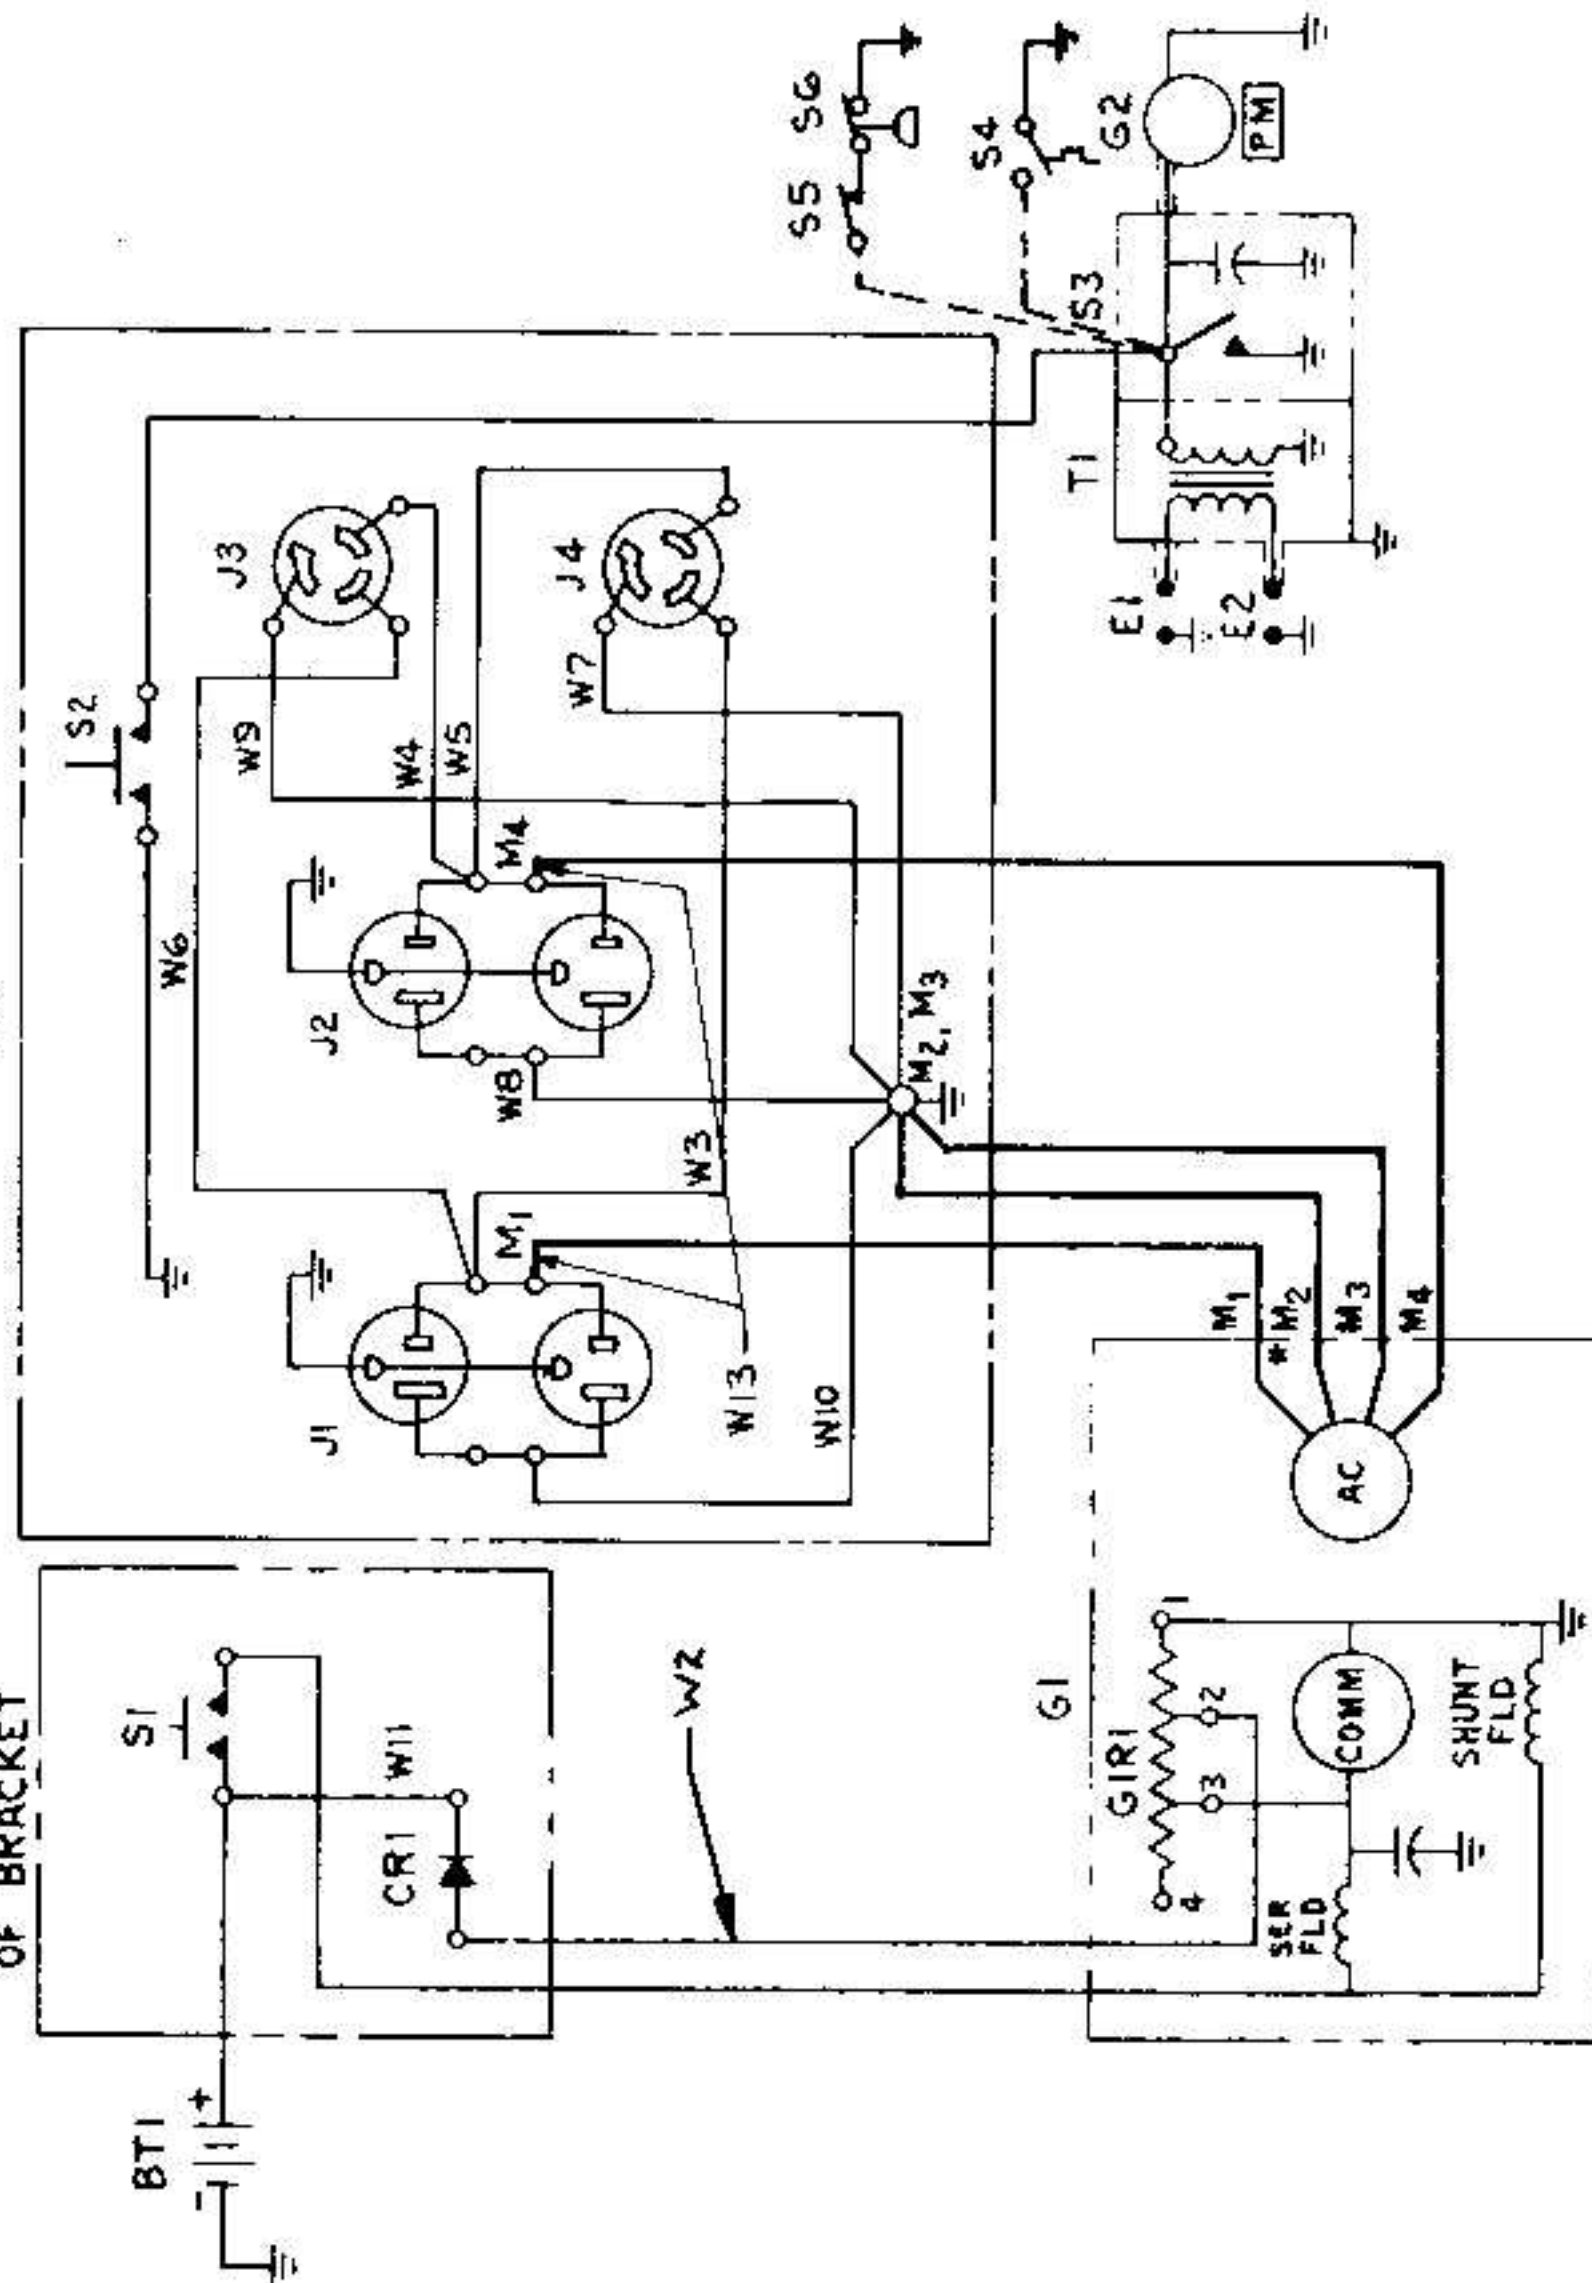 OF BRACKET
BT1
+
-
S1
W11
CR1
W2
S2
W6
J3
W9
W4
W5
J4
W7
J2
M4
W8
M2, M3
J1
M1
W3
W13
W10
S6
S5
S4
G2
PM
S3
T1
E1
E2
M1
*M2
M3
M4
AC
G1
G1R1
1
2
3
4
COMM
SER
FLD
SHUNT
FLD